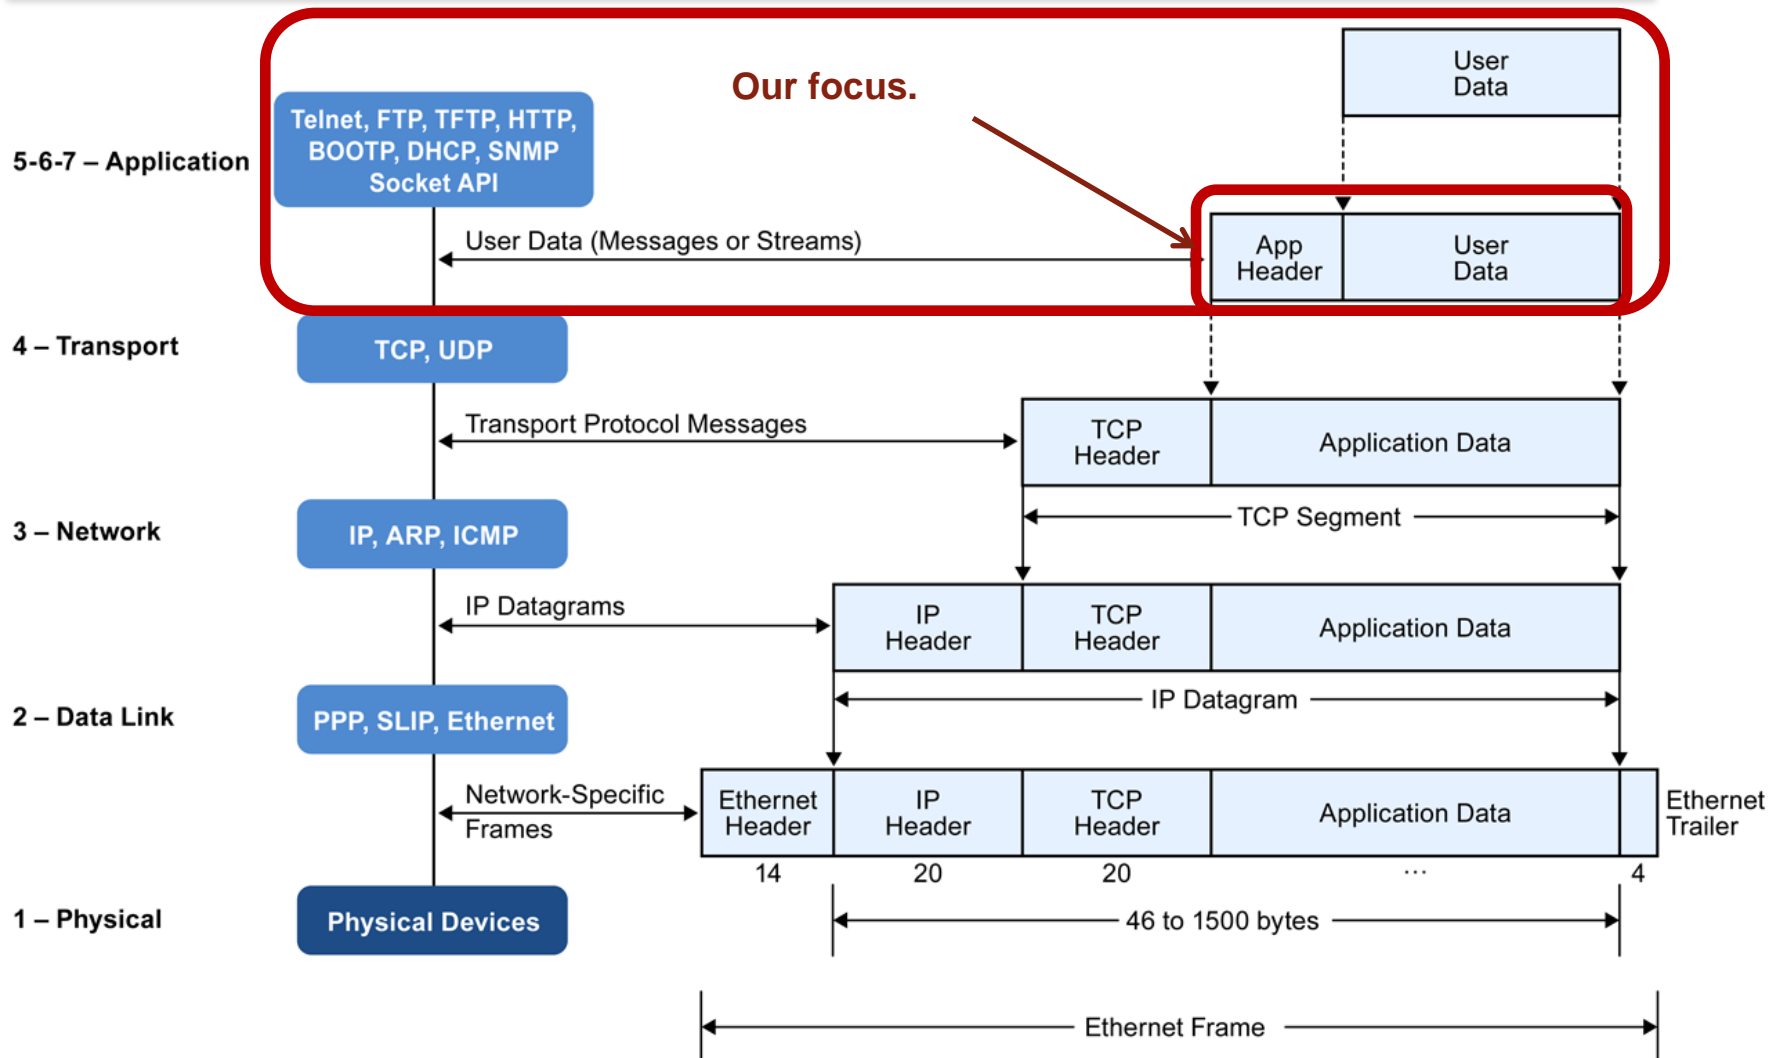 User
Data
Our focus.
Telnet, FTP, TFTP, HTTP,
BOOTP, DHCP, SNMP
Socket API
5-6-7 – Application
User Data (Messages or Streams)
App
Header
User
Data
4 – Transport
TCP, UDP
Transport Protocol Messages
TCP
Header
Application Data
TCP Segment
3 – Network
IP, ARP, ICMP
IP Datagrams
IP
Header
TCP
Header
Application Data
IP Datagram
2 – Data Link
PPP, SLIP, Ethernet
Network-Specific
Frames
Ethernet
Header
IP
Header
TCP
Header
Application Data
Ethernet
Trailer
14
20
20
...
4
1 – Physical
Physical Devices
46 to 1500 bytes
Ethernet Frame